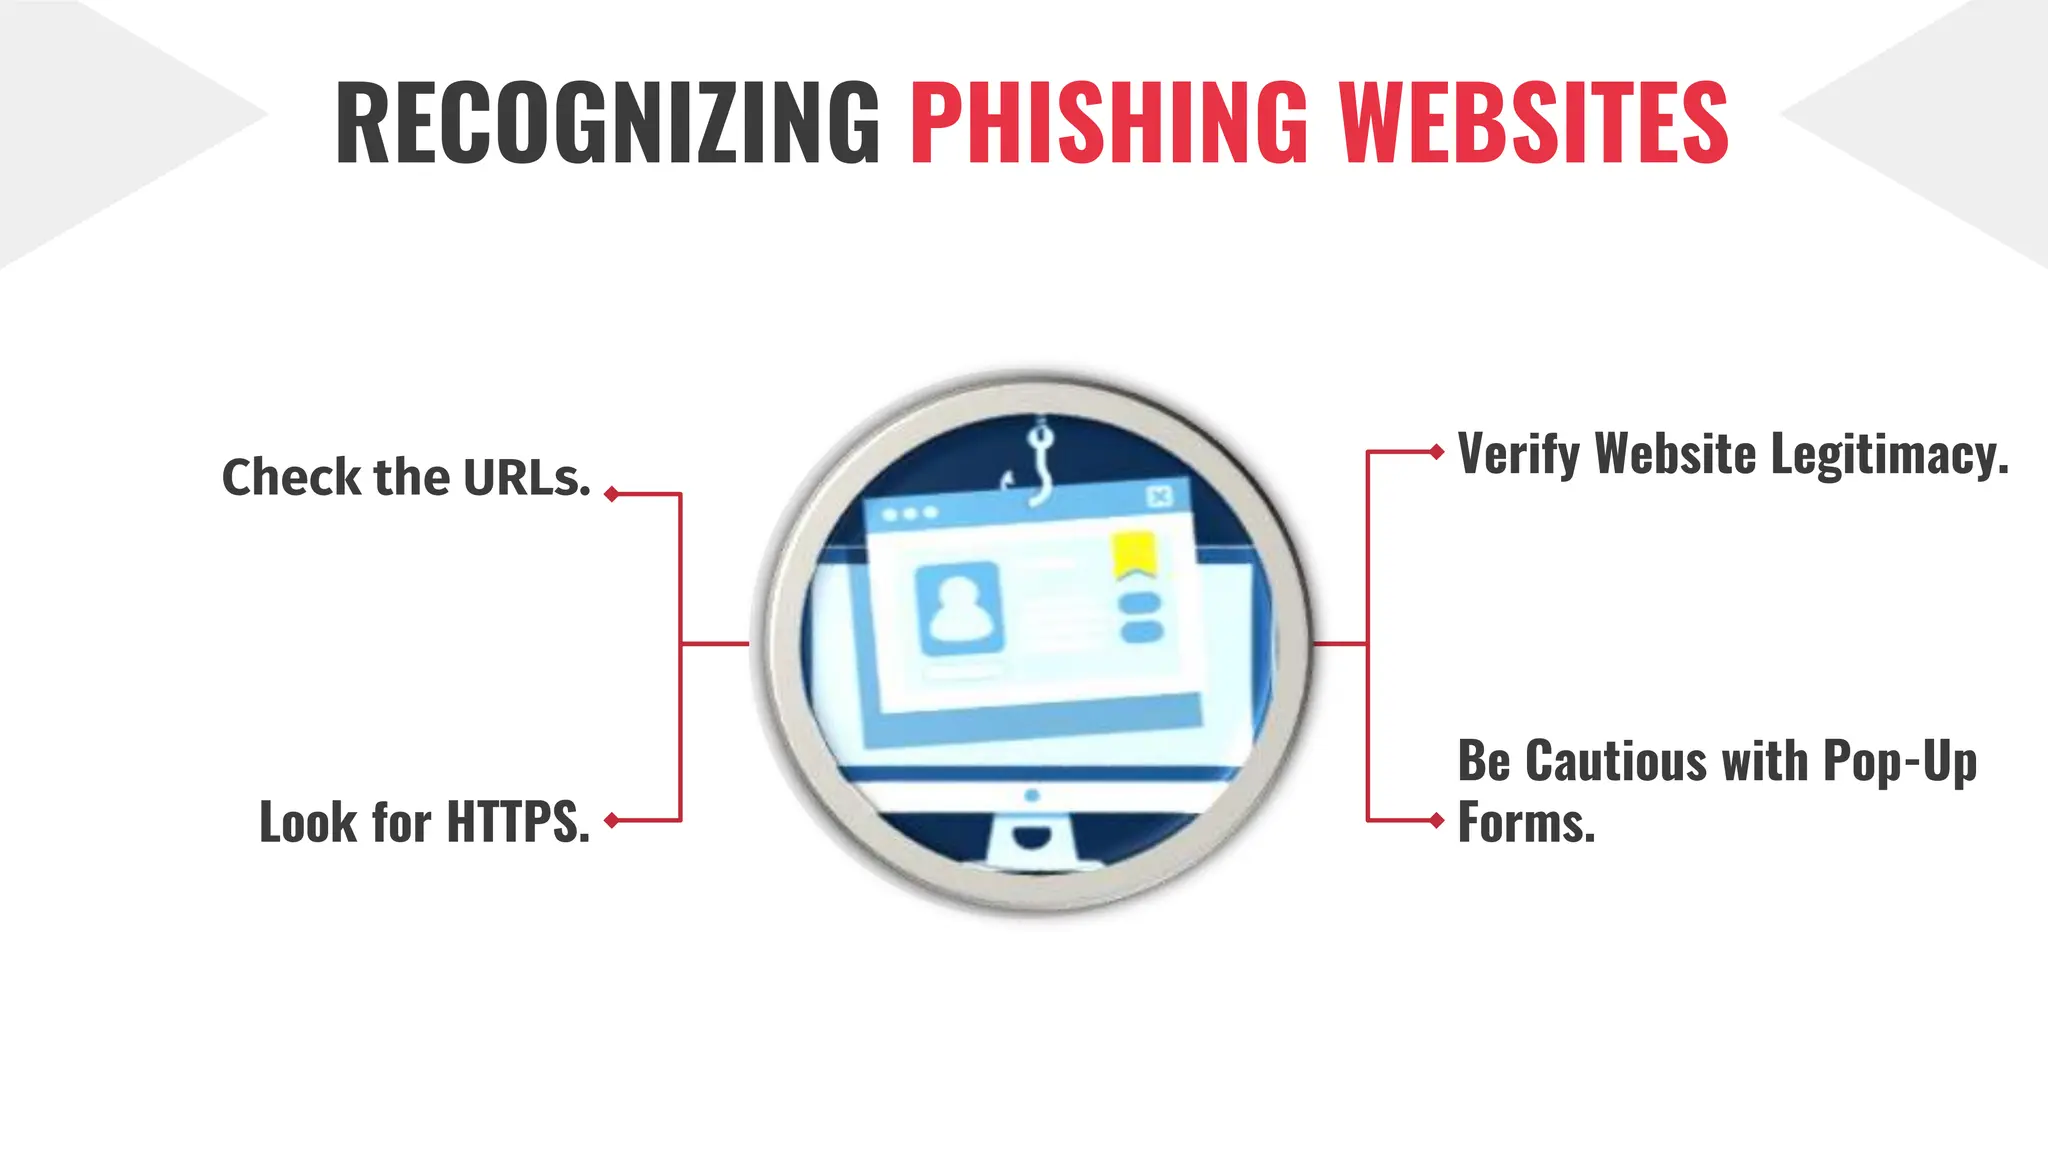 RECOGNIZING PHISHING WEBSITES
Check the URLs.
Look for HTTPS.
Verify Website Legitimacy.
Be Cautious with Pop-Up
Forms.